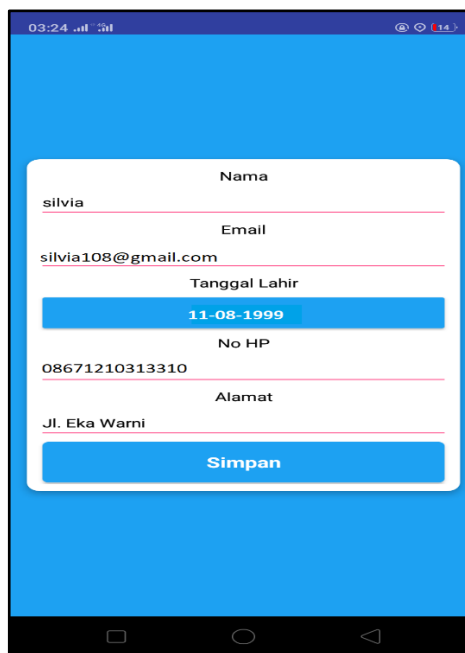 03:24
14
Nama
silvia
Email
silvia108@gmail.com
Tanggal Lahir
11-08-1999
No HP
08671210313310
Alamat
Jl. Eka Warni
Simpan